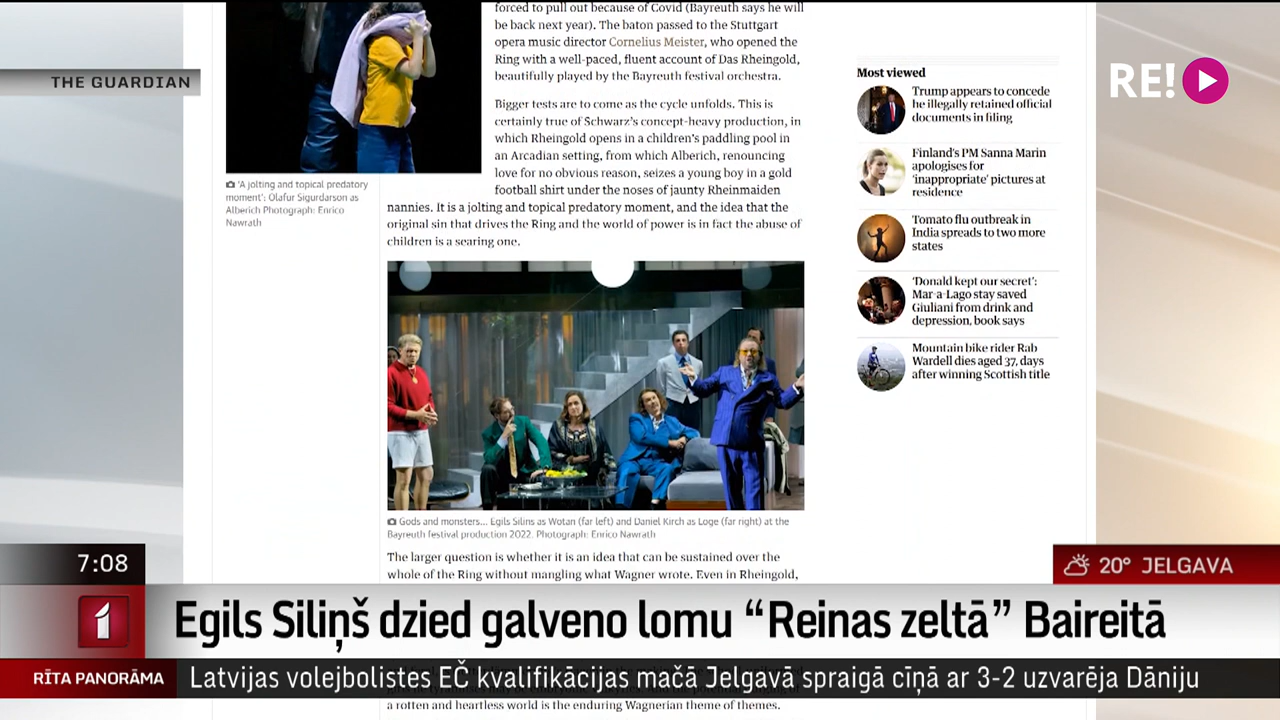 forced to pull out because of Covid (Bayreuth says he will
be back next year). The baton passed to the Stuttgart
opera music director Cornelius Meister, who opened the
Ring with a well-paced, fluent account of Das Rheingold,
beautifully played by the Bayreuth festival orchestra.
Bigger tests are to come as the cycle unfolds. This is
certainly true of Schwarz's concept-heavy production, in
which Rheingold opens in a children's paddling pool in
an Arcadian setting, from which Alberich, renouncing
love for no obvious reason, seizes a young boy in a gold
football shirt under the noses of jaunty Rheinmaiden
nannies. It is a jolting and topical predatory moment, and the idea that the
original sin that drives the Ring and the world of power is in fact the abuse of
children is a searing one.
THE GUARDIAN
'A jolting and topical predatory
moment': Olafur Sigurdarson as
Alberich Photograph: Enrico
Nawrath
Gods and monsters... Egils Silins as Wotan (far left) and Daniel Kirch as Loge (far right) at the
Bayreuth festival production 2022. Photograph: Enrico Nawrath
The larger question is whether it is an idea that can be sustained over the
whole of the Ring without mangling what Wagner wrote. Even in Rheingold,
Most viewed
Trump appears to concede
he illegally retained official
documents in filing
Finland's PM Sanna Marin
apologises for
'inappropriate' pictures at
residence
Tomato flu outbreak in
India spreads to two more
states
'Donald kept our secret':
Mar-a-Lago stay saved
Giuliani from drink and
depression, book says
Mountain bike rider Rab
Wardell dies aged 37, days
after winning Scottish title
RE!
7:08
20° JELGAVA
1
Egils Siliņš dzied galveno lomu “Reinas zeltā” Baireitā
RĪTA PANORĀMA
Latvijas volejbolistes EČ kvalifikācijas mačā Jelgavā spraigā cīņā ar 3-2 uzvarēja Dāniju
a rotten and heartless world is the enduring Wagnerian theme of themes.